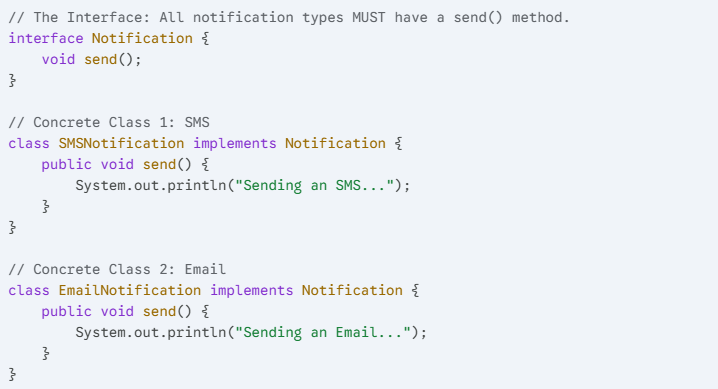 // The Interface: All notification types MUST have a send() method.
interface Notification {
    void send();
}

// Concrete Class 1: SMS
class SMSNotification implements Notification {
    public void send() {
        System.out.println("Sending an SMS...");
    }
}

// Concrete Class 2: Email
class EmailNotification implements Notification {
    public void send() {
        System.out.println("Sending an Email...");
    }
}